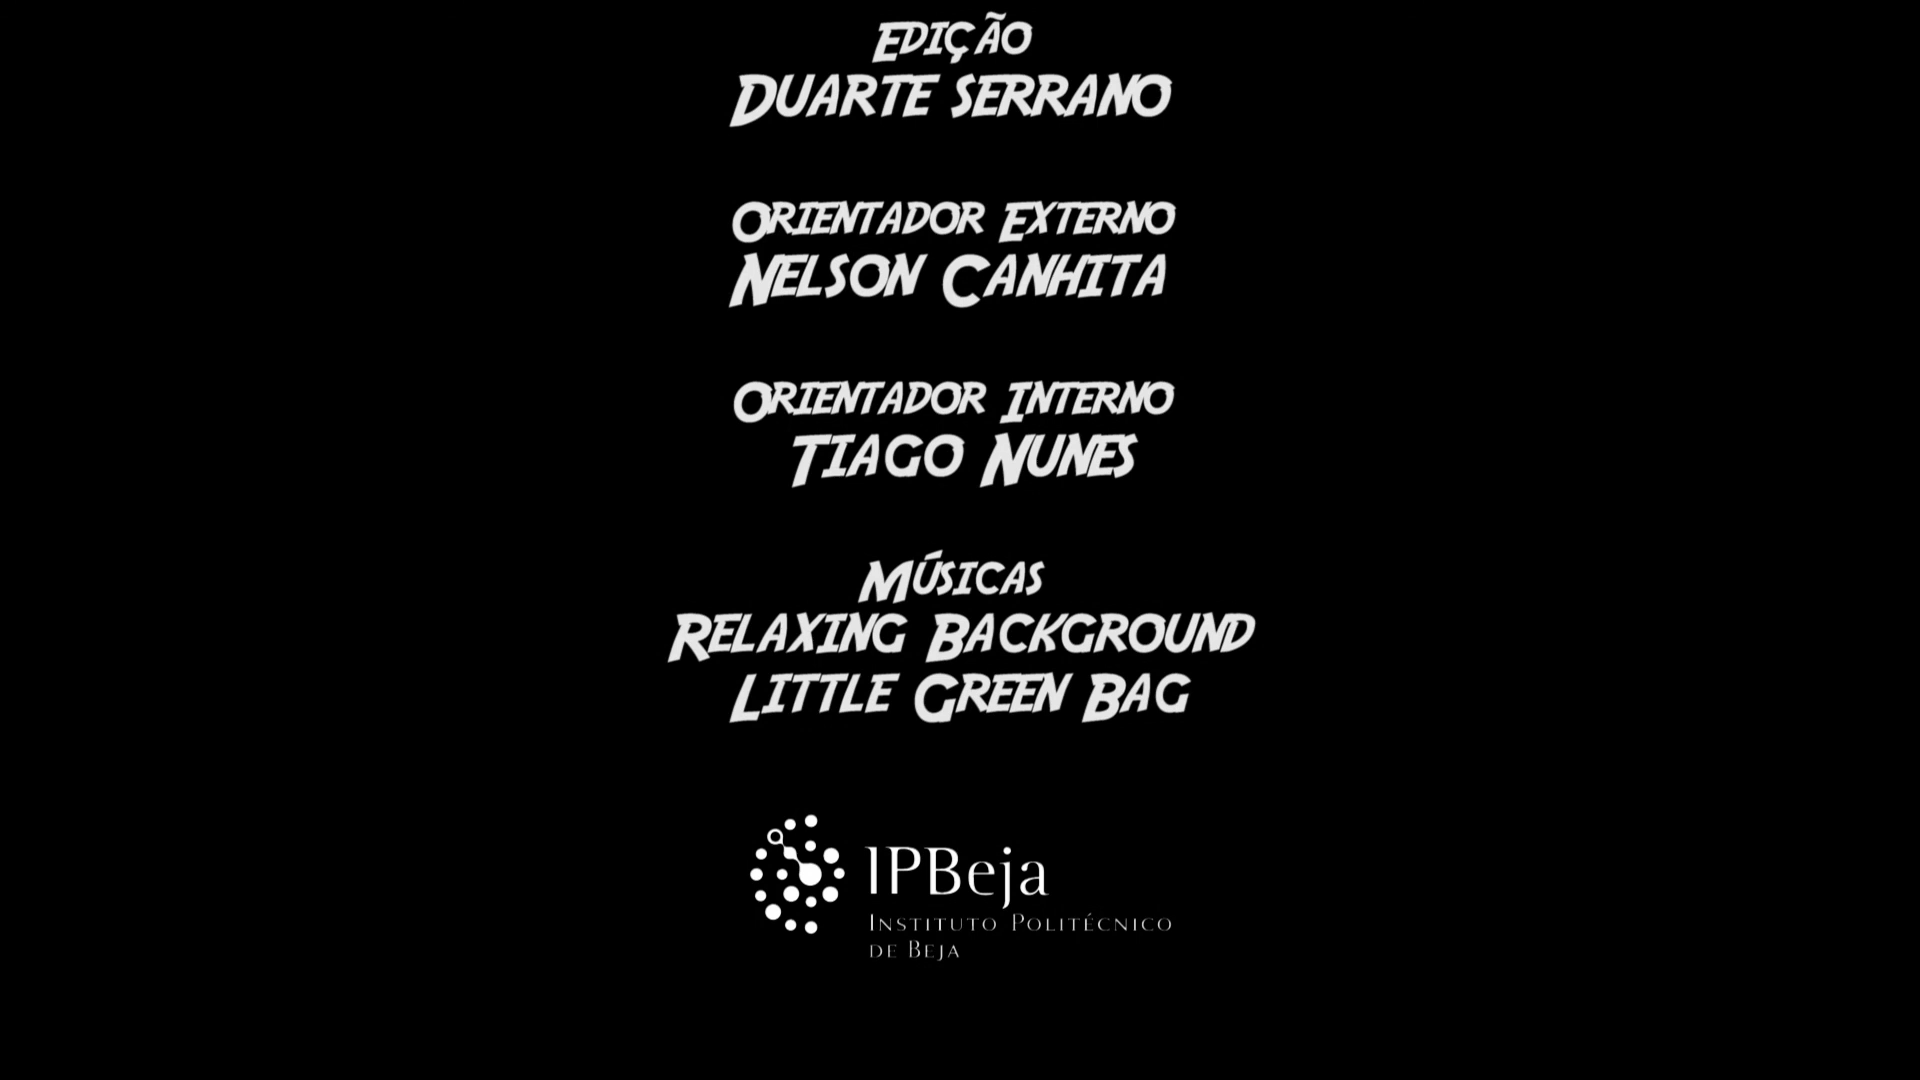 Edição
Duarte Serrano
Orientador Externo
Nelson Canhita
Orientador Interno
Tiago Nunes
Músicas
Relaxing Background
Little Green Bag
IPBeja
Instituto Politécnico
de Beja